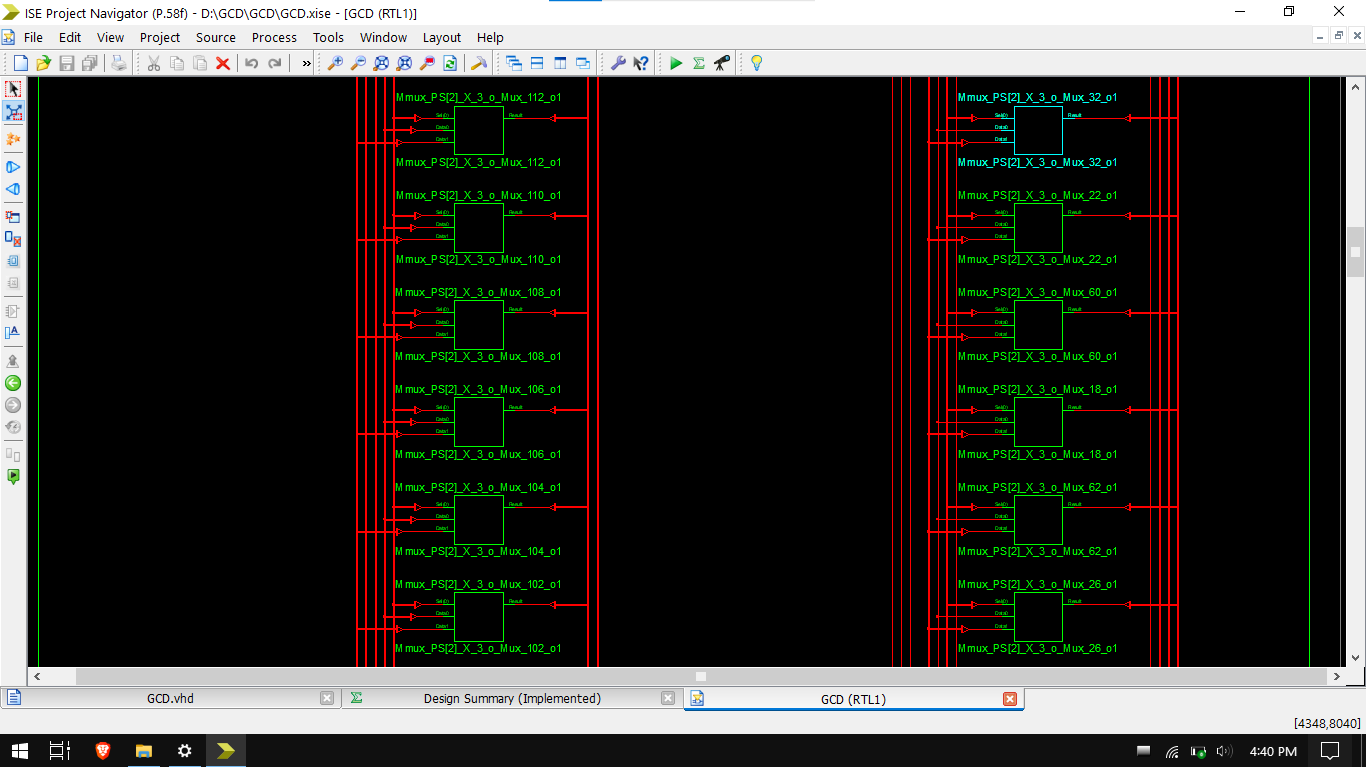 ISE Project Navigator (P.58f) - D:\GCD\GCD\GCD.xise - [GCD (RTL1)]
File Edit View Project Source Process Tools Window Layout Help
Mmux_PS[2]_X_3_o_Mux_112_o1
Sel(0)
Data0
Data1
Result
Mmux_PS[2]_X_3_o_Mux_112_o1
Mmux_PS[2]_X_3_o_Mux_110_o1
Sel(0)
Data0
Data1
Result
Mmux_PS[2]_X_3_o_Mux_110_o1
Mmux_PS[2]_X_3_o_Mux_108_o1
Sel(0)
Data0
Data1
Result
Mmux_PS[2]_X_3_o_Mux_108_o1
Mmux_PS[2]_X_3_o_Mux_106_o1
Sel(0)
Data0
Data1
Result
Mmux_PS[2]_X_3_o_Mux_106_o1
Mmux_PS[2]_X_3_o_Mux_104_o1
Sel(0)
Data0
Data1
Result
Mmux_PS[2]_X_3_o_Mux_104_o1
Mmux_PS[2]_X_3_o_Mux_102_o1
Sel(0)
Data0
Data1
Result
Mmux_PS[2]_X_3_o_Mux_102_o1
Mmux_PS[2]_X_3_o_Mux_32_o1
Sel(0)
Data0
Data1
Result
Mmux_PS[2]_X_3_o_Mux_32_o1
Mmux_PS[2]_X_3_o_Mux_22_o1
Sel(0)
Data0
Data1
Result
Mmux_PS[2]_X_3_o_Mux_22_o1
Mmux_PS[2]_X_3_o_Mux_60_o1
Sel(0)
Data0
Data1
Result
Mmux_PS[2]_X_3_o_Mux_60_o1
Mmux_PS[2]_X_3_o_Mux_18_o1
Sel(0)
Data0
Data1
Result
Mmux_PS[2]_X_3_o_Mux_18_o1
Mmux_PS[2]_X_3_o_Mux_62_o1
Sel(0)
Data0
Data1
Result
Mmux_PS[2]_X_3_o_Mux_62_o1
Mmux_PS[2]_X_3_o_Mux_26_o1
Sel(0)
Data0
Data1
Result
Mmux_PS[2]_X_3_o_Mux_26_o1
GCD.vhd
Design Summary (Implemented)
GCD (RTL1)
[4348,8040]
4:40 PM